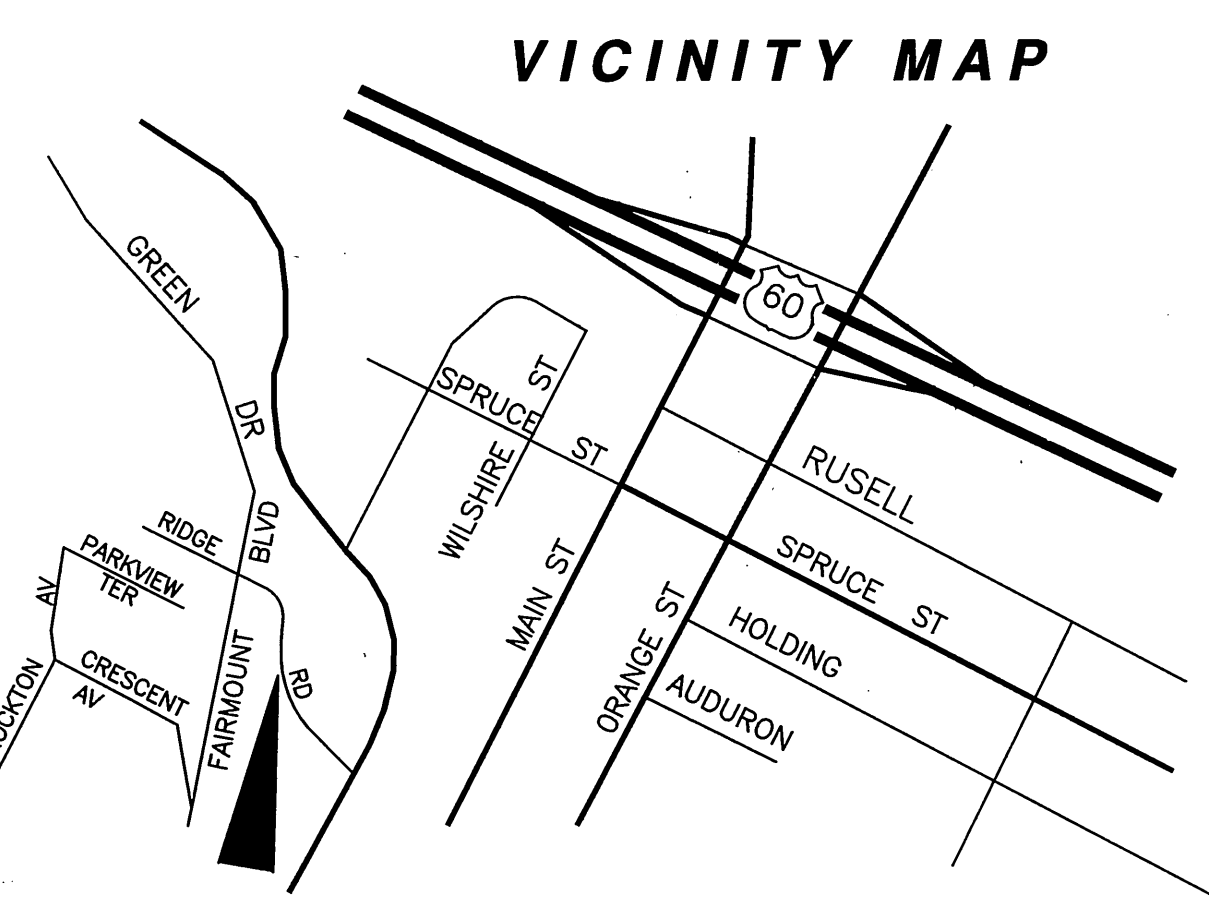 VICINITY MAP
GREEN
DR
60
SPRUCE
ST
ST
WILSHIRE
RUSELL
RIDGE
BLVD
PARKVIEW
TER
AV
MAIN ST
SPRUCE ST
ORANGE ST
HOLDING
CRESCENT
AV
FAIRMOUNT
RD
AUDURON
OCKTON